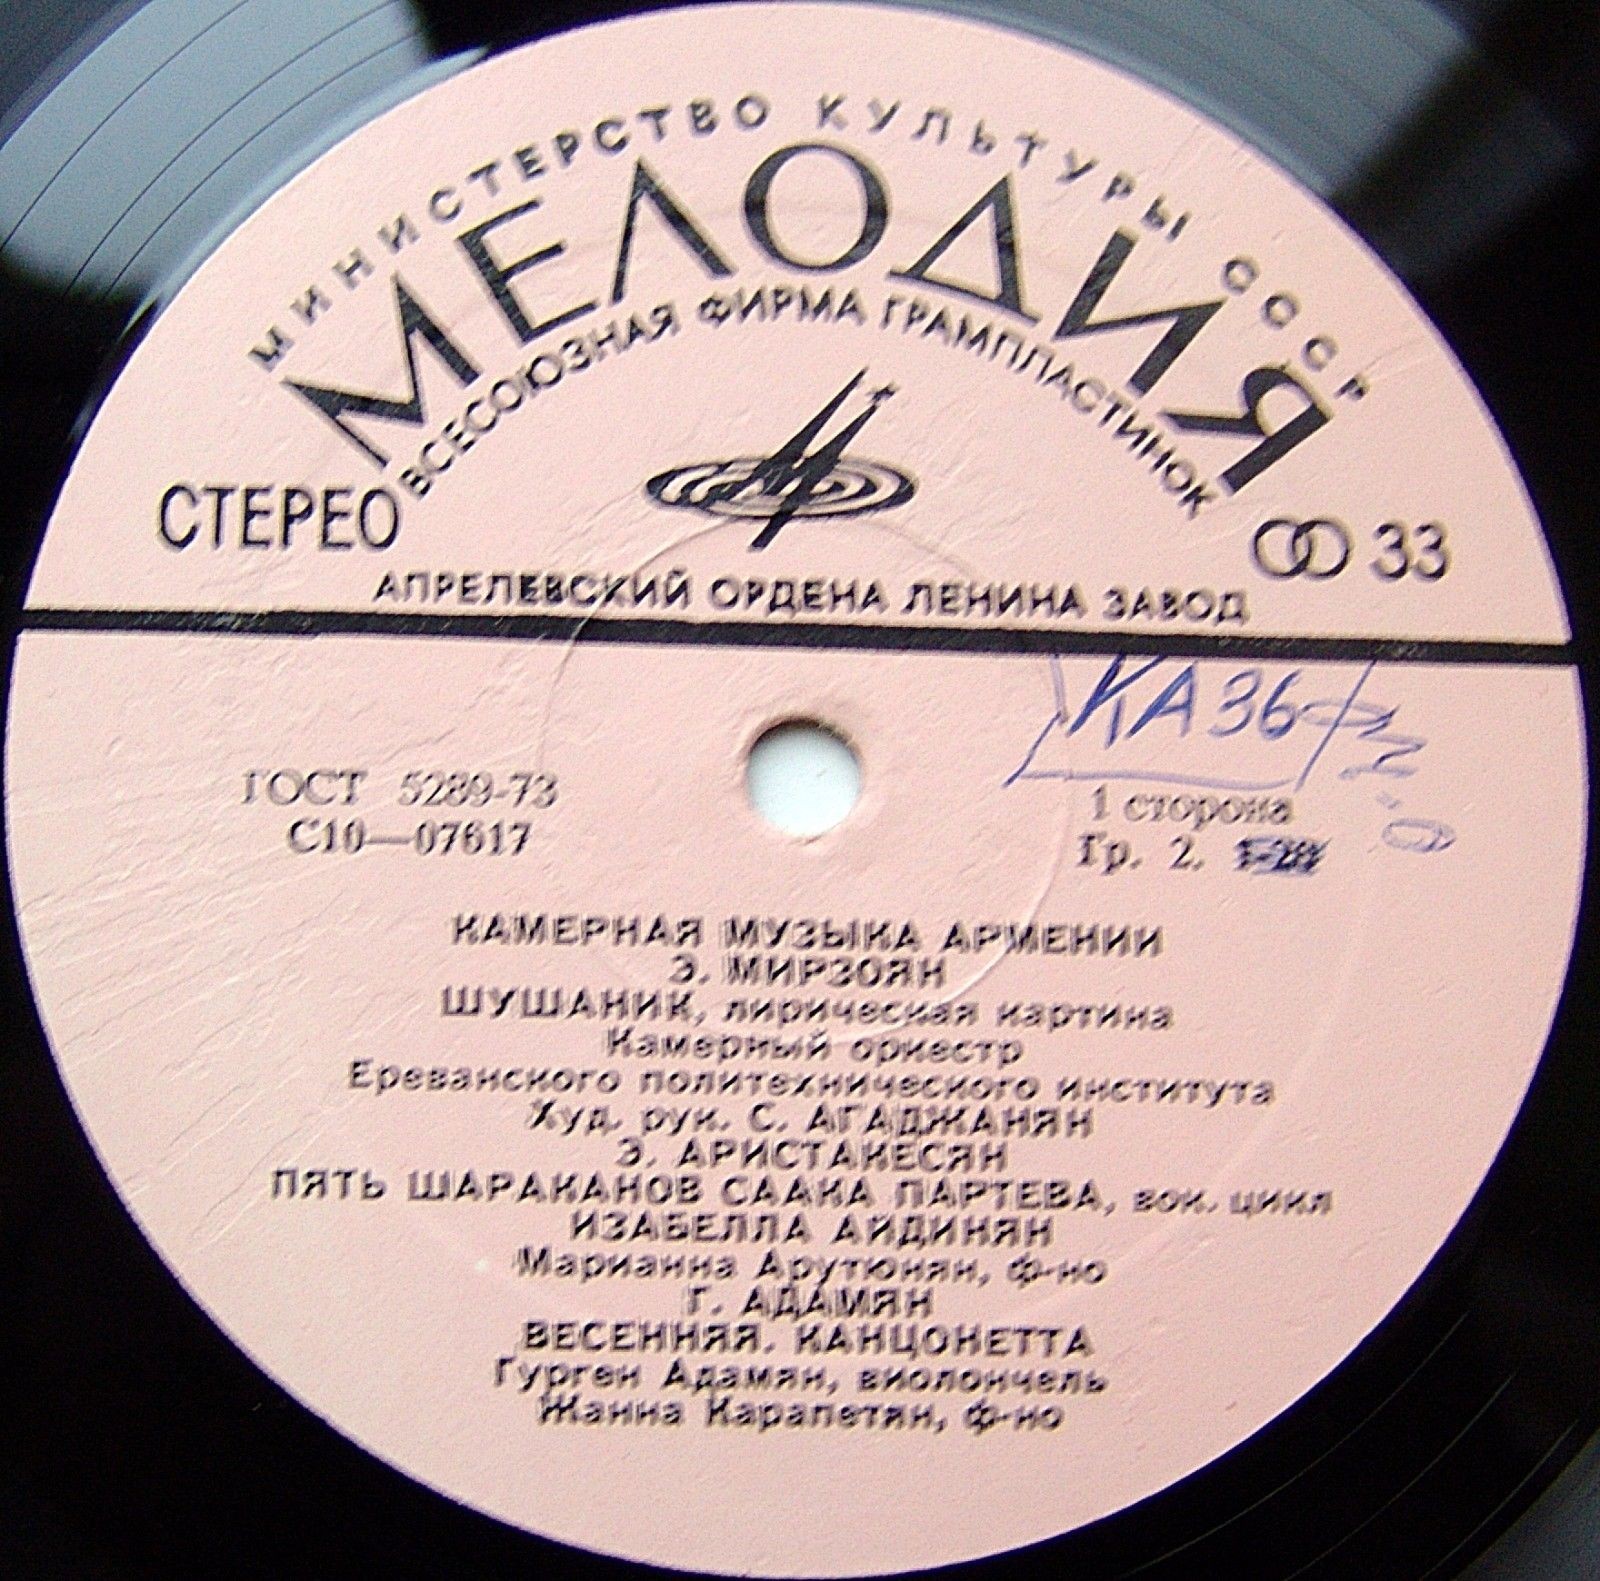 МИНИСТЕРСТВО КУЛЬТУРЫ СССР
МЕЛОДИЯ
ВСЕСОЮЗНАЯ ФИРМА ГРАМПЛАСТИНОК
СТЕРЕО
33
АПРЕЛЕВСКИЙ ОРДЕНА ЛЕНИНА ЗАВОД
КА36
ГОСТ 5289-73
1 сторона
С10—07617
Гр. 2.
КАМЕРНАЯ МУЗЫКА АРМЕНИИ
Э. МИРЗОЯН
ШУШАНИК, лирическая картина
Камерный оркестр
Ереванского политехнического института
Худ. рук. С. АГАДЖАНЯН
Э. АРИСТАКЕСЯН
ПЯТЬ ШАРАКАНОВ СААКА ПАРТЕВА, вок. цикл
ИЗАБЕЛЛА АЙДИНЯН
Марианна Арутюнян, ф-но
Г. АДАМЯН
ВЕСЕННЯЯ. КАНЦОНЕТТА
Гурген Адамян, виолончель
Жанна Карапетян, ф-но